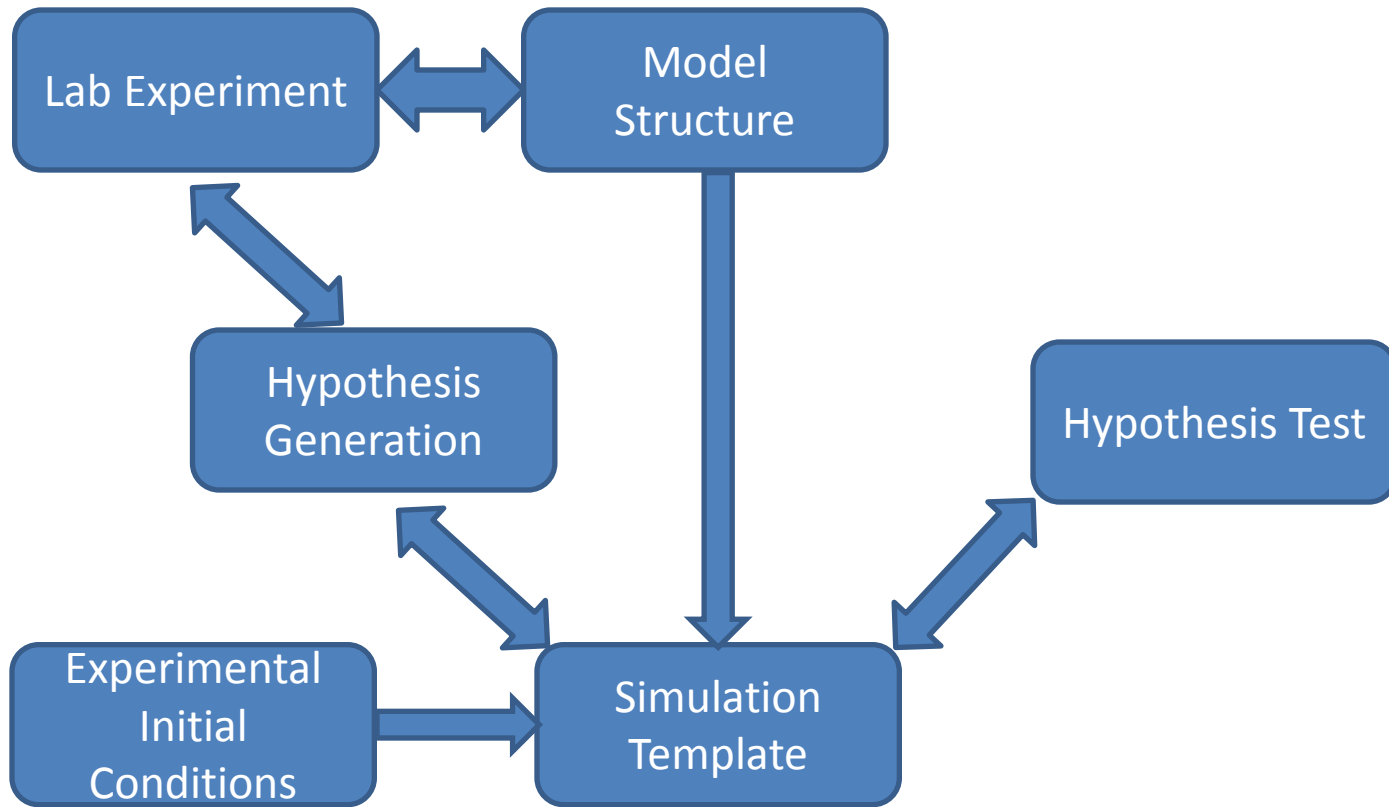 Lab Experiment
Model
Structure
Hypothesis
Generation
Hypothesis Test
Experimental
Initial
Conditions
Simulation
Template